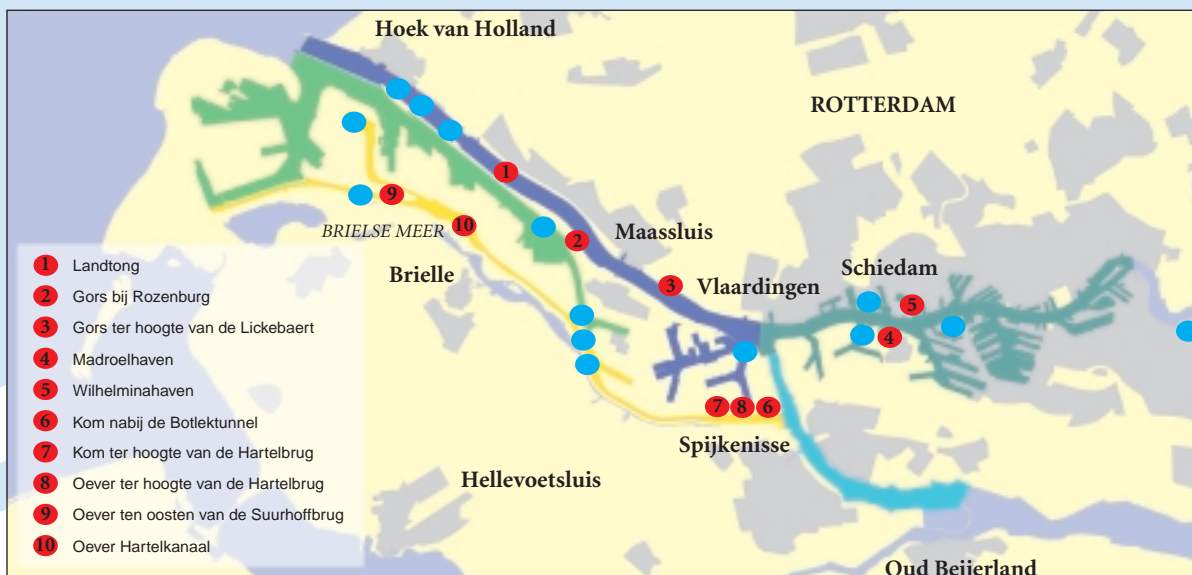 Hoek van Holland
ROTTERDAM
1
9
BRIELSE MEER
10
2
Maassluis
Brielle
3
Vlaardingen
Schiedam
5
4
7
8
6
Spijkenisse
Hellevoetsluis
Oud Beijerland
1 Landtong
2 Gors bij Rozenburg
3 Gors ter hoogte van de Lickebaert
4 Madroelhaven
5 Wilhelminahaven
6 Kom nabij de Botlektunnel
7 Kom ter hoogte van de Hartelbrug
8 Oever ter hoogte van de Hartelbrug
9 Oever ten oosten van de Suurhoffbrug
10 Oever Hartelkanaal